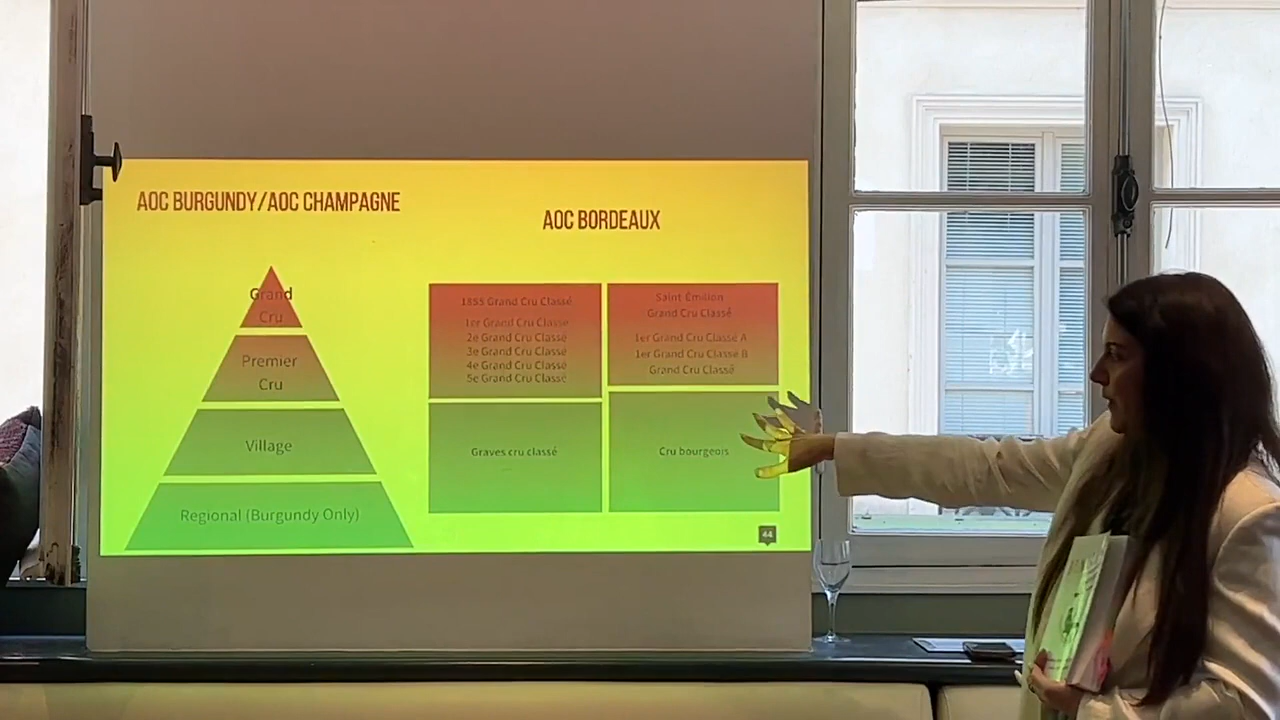 AOC BURGUNDY/AOC CHAMPAGNE
Grand
Cru
Premier
Cru
Village
Regional (Burgundy Only)
AOC BORDEAUX
1855 Grand Cru Classé
1er Grand Cru Classé
2e Grand Cru Classé
3e Grand Cru Classé
4e Grand Cru Classé
5e Grand Cru Classé
Saint-Émilion
Grand Cru Classé
1er Grand Cru Classé A
1er Grand Cru Classé B
Grand Cru Classé
Graves cru classé
Cru bourgeois
44